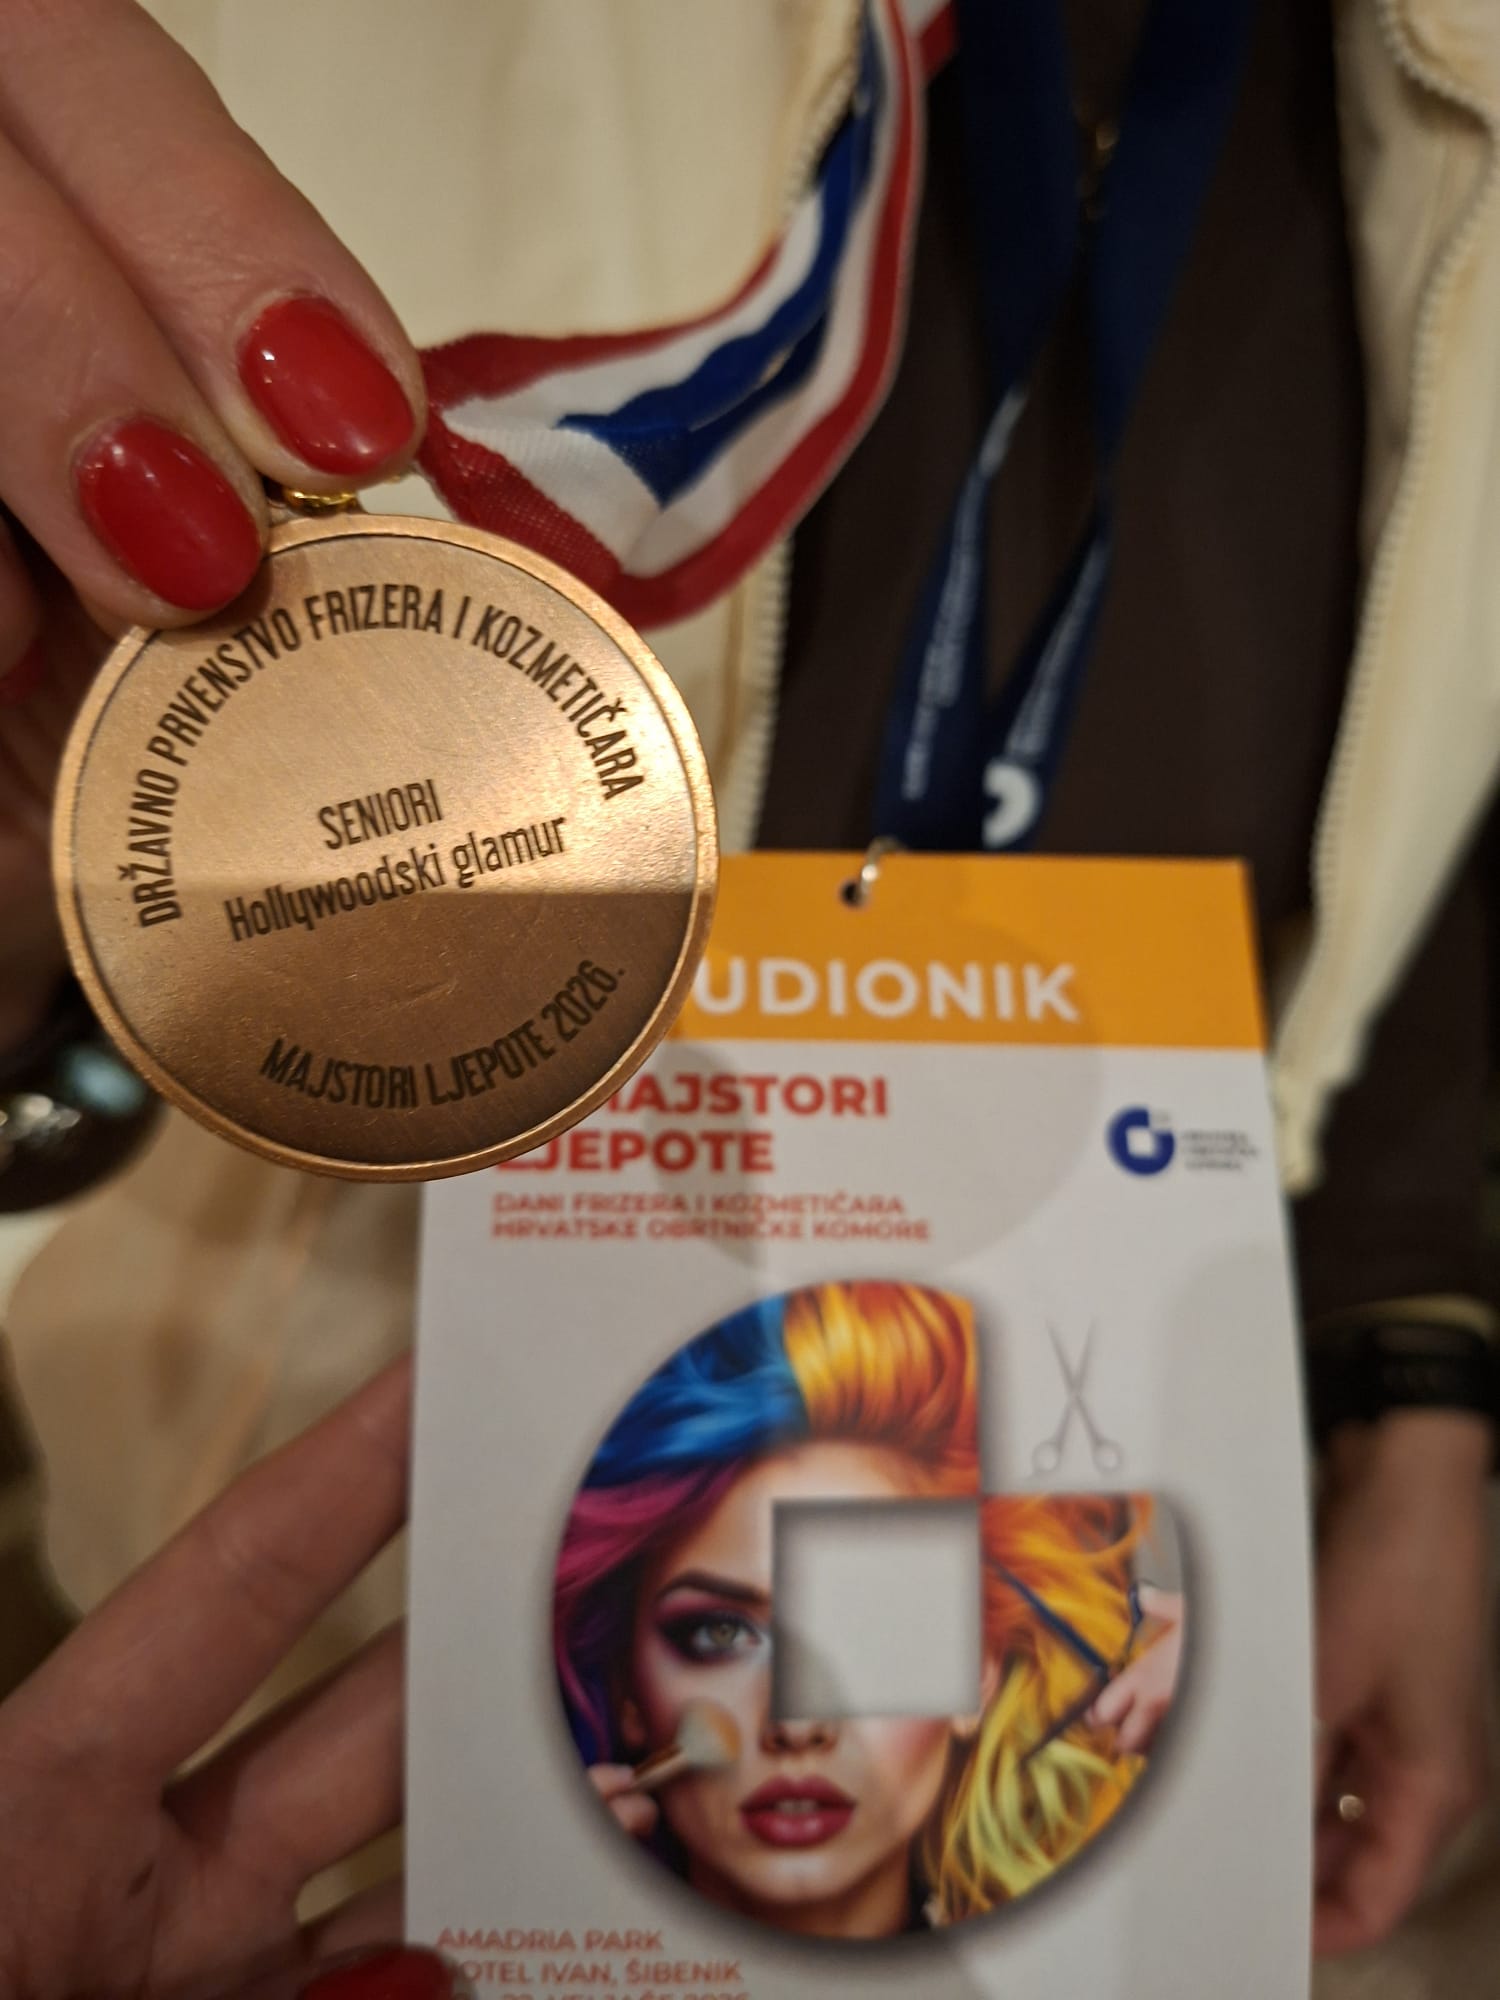 DRŽAVNO PRVENSTVO FRIZERA I KOZMETIČARA
SENIORI
Hollywoodski glamur
MAJSTORI LJEPOTE 2026.
UDIONIK
MAJSTORI
LJEPOTE
DANI FRIZERA I KOZMETIČARA
HRVATSKE OBRTNIČKE KOMORE
AMADRIA PARK
HOTEL IVAN, ŠIBENIK